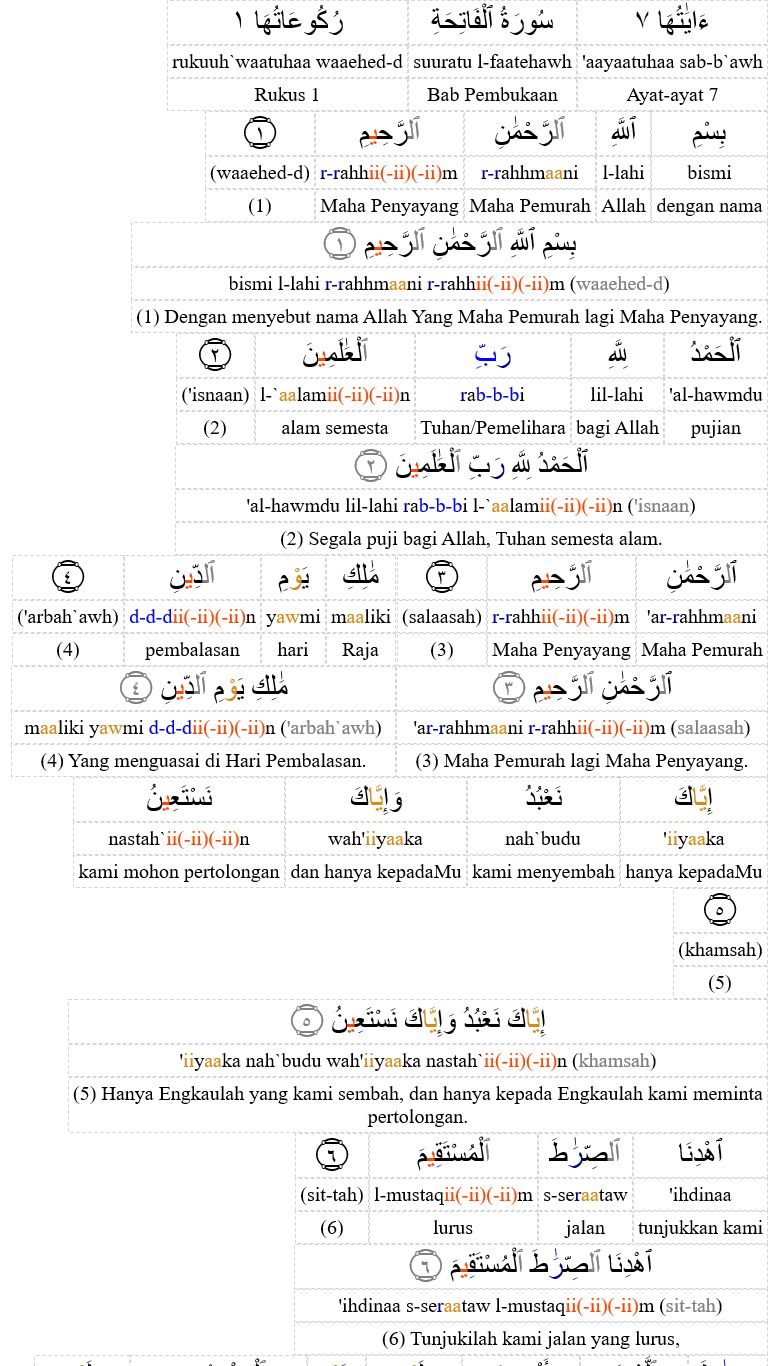 ءَايَٰتُهَا ٧ سُورَةُ ٱلْفَاتِحَةِ رُكُوعَاتُهَا ١
'aayaatuhaa sab-b`awh suuratu l-faatehawh rukuuh`waatuhaa waaehed-d
Ayat-ayat 7 Bab Pembukaan Rukus 1
بِسْمِ ٱللَّهِ ٱلرَّحْمَٰنِ ٱلرَّحِيمِ ١
bismi l-lahi r-rahhmaani r-rahhii(-ii)(-ii)m (waaehed-d)
dengan nama Allah Maha Pemurah Maha Penyayang (1)
بِسْمِ ٱللَّهِ ٱلرَّحْمَٰنِ ٱلرَّحِيمِ ١
bismi l-lahi r-rahhmaani r-rahhii(-ii)(-ii)m (waaehed-d)
(1) Dengan menyebut nama Allah Yang Maha Pemurah lagi Maha Penyayang.
ٱلْحَمْدُ لِلَّهِ رَبِّ ٱلْعَٰلَمِينَ ٢
'al-hawmdu lil-lahi rab-b-bi l-`aalamii(-ii)(-ii)n ('isnaan)
pujian bagi Allah Tuhan/Pemelihara alam semesta (2)
ٱلْحَمْدُ لِلَّهِ رَبِّ ٱلْعَٰلَمِينَ ٢
'al-hawmdu lil-lahi rab-b-bi l-`aalamii(-ii)(-ii)n ('isnaan)
(2) Segala puji bagi Allah, Tuhan semesta alam.
ٱلرَّحْمَٰنِ ٱلرَّحِيمِ ٣ مَٰلِكِ يَوْمِ ٱلدِّينِ ٤
'ar-rahhmaani r-rahhii(-ii)(-ii)m (salaasah) maaliki yawmi d-d-dii(-ii)(-ii)n ('arbah`awh)
Maha Pemurah Maha Penyayang (3) Raja hari pembalasan (4)
ٱلرَّحْمَٰنِ ٱلرَّحِيمِ ٣ مَٰلِكِ يَوْمِ ٱلدِّينِ ٤
'ar-rahhmaani r-rahhii(-ii)(-ii)m (salaasah) maaliki yawmi d-d-dii(-ii)(-ii)n ('arbah`awh)
(3) Maha Pemurah lagi Maha Penyayang. (4) Yang menguasai di Hari Pembalasan.
إِيَّاكَ نَعْبُدُ وَإِيَّاكَ نَسْتَعِينُ
'iiyaaka nah`budu wah'iiyaaka nastah`ii(-ii)(-ii)n
hanya kepadaMu kami menyembah dan hanya kepadaMu kami mohon pertolongan
٥
(khamsah)
(5)
إِيَّاكَ نَعْبُدُ وَإِيَّاكَ نَسْتَعِينُ ٥
'iiyaaka nah`budu wah'iiyaaka nastah`ii(-ii)(-ii)n (khamsah)
(5) Hanya Engkaulah yang kami sembah, dan hanya kepada Engkaulah kami meminta
pertolongan.
ٱهْدِنَا ٱلصِّرَٰطَ ٱلْمُسْتَقِيمَ ٦
'ihdinaa s-seraataw l-mustaqii(-ii)(-ii)m (sit-tah)
tunjukkan kami jalan lurus (6)
ٱهْدِنَا ٱلصِّرَٰطَ ٱلْمُسْتَقِيمَ ٦
'ihdinaa s-seraataw l-mustaqii(-ii)(-ii)m (sit-tah)
(6) Tunjukilah kami jalan yang lurus,